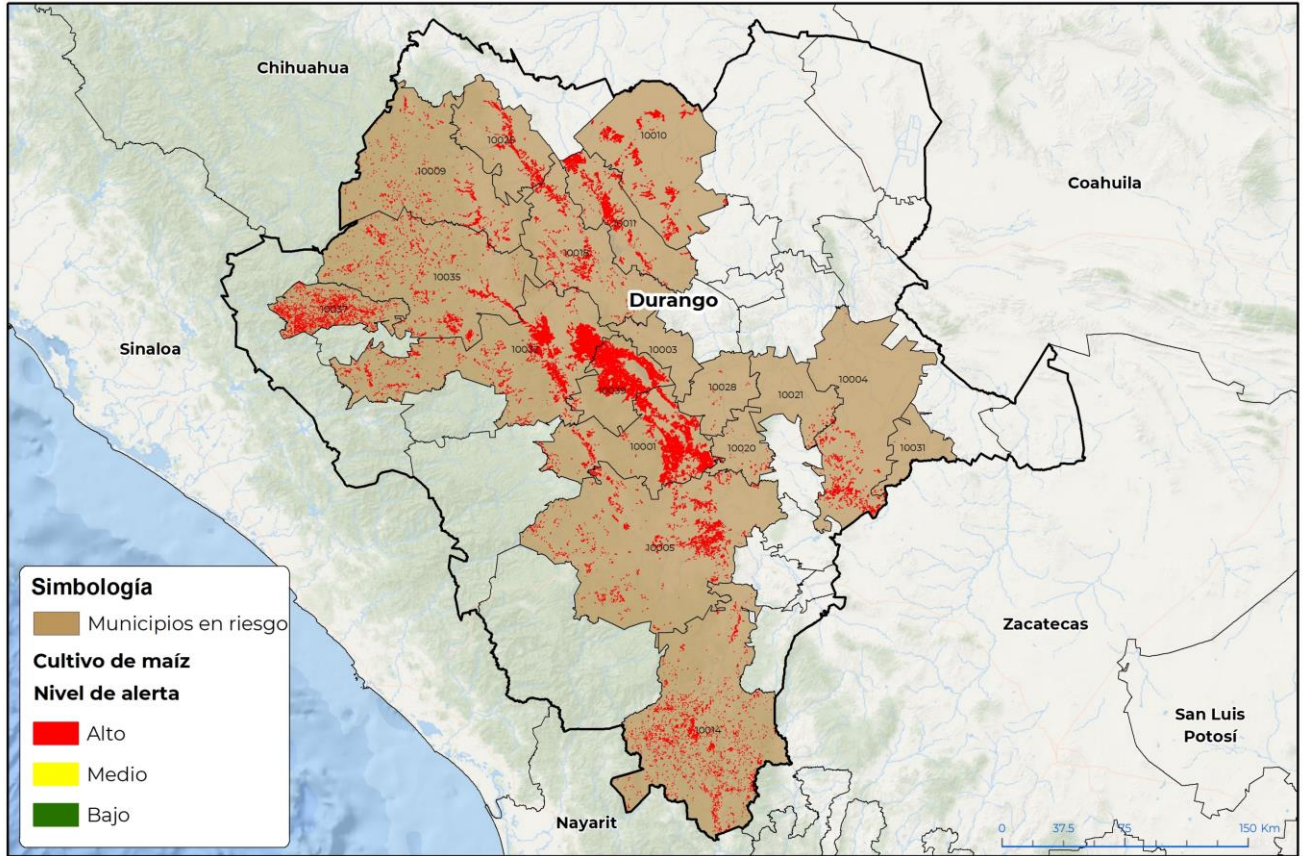 Chihuahua
Coahuila
Sinaloa
Durango
Zacatecas
San Luis
Potosí
Nayarit
10009
10010
10035
10003
10028
10004
10021
10001
10020
10031
10005
10014
10037
Simbología
Municipios en riesgo
Cultivo de maíz
Nivel de alerta
Alto
Medio
Bajo
0 37.5 75 150 Km